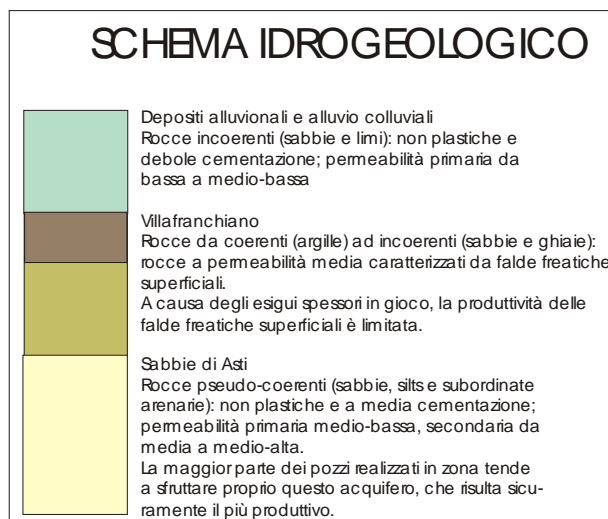 SCHEMA IDROGEOLOGICO
Depositi alluvionali e alluvio colluviali
Rocce incoerenti (sabbie e limi): non plastiche e
debole cementazione; permeabilità primaria da
bassa a medio-bassa
Villafranchiano
Rocce da coerenti (argille) ad incoerenti (sabbie e ghiaie):
rocce a permeabilità media caratterizzati da falde freatiche
superficiali.
A causa degli esigui spessori in gioco, la produttività delle
falde freatiche superficiali è limitata.
Sabbie di Asti
Rocce pseudo-coerenti (sabbie, silts e subordinate
arenarie): non plastiche e a media cementazione;
permeabilità primaria medio-bassa, secondaria da
media a medio-alta.
La maggior parte dei pozzi realizzati in zona tende
a sfruttare proprio questo acquifero, che risulta sicu-
ramente il più produttivo.